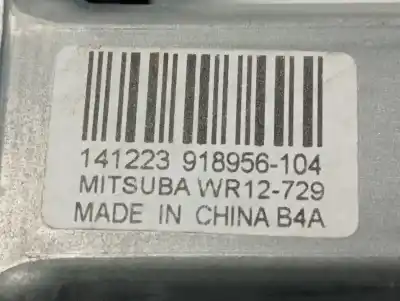 141223 918956-104
MITSUBA WR12-729
MADE IN CHINA B4A